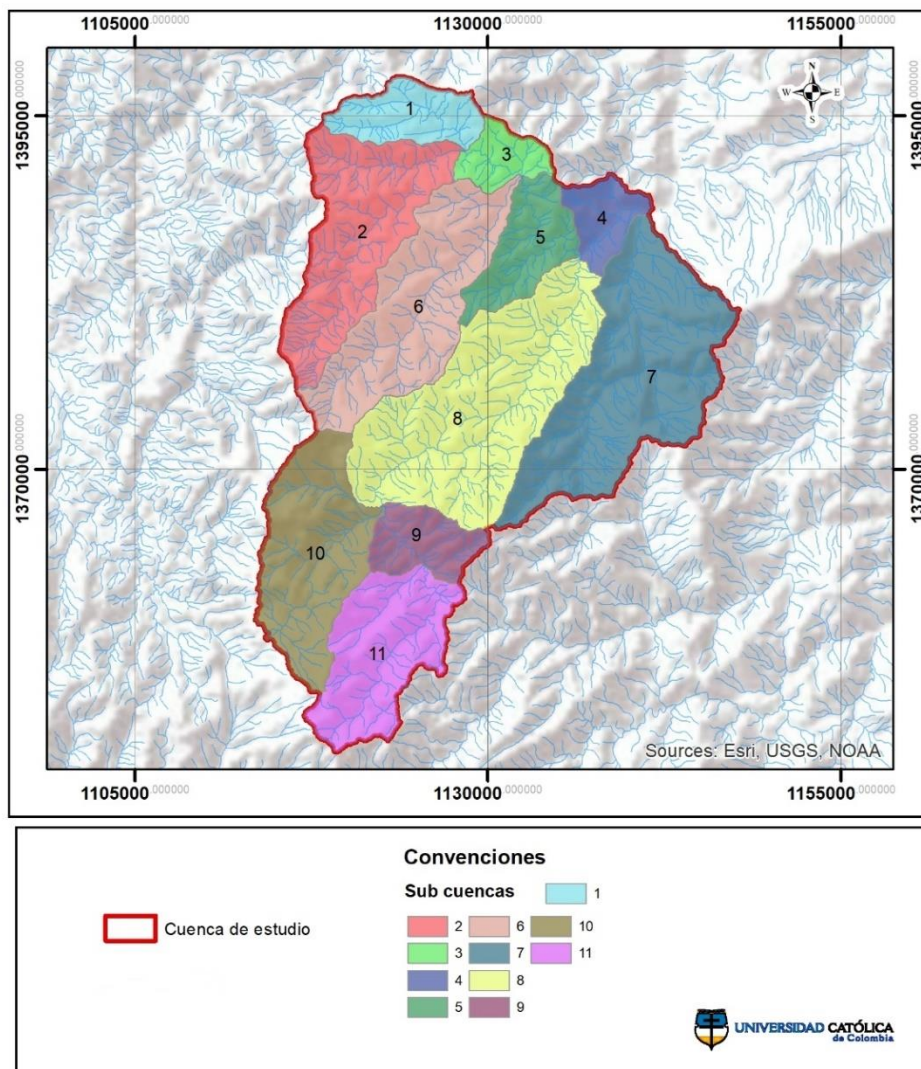 1105000.000000 1130000.000000 1155000.000000
N
W E
S
1395000.000000 1395000.000000
1
3
2
4
5
6
7
8
1370000.000000 1370000.000000
9
10
11
Sources: Esri, USGS, NOAA
1105000.000000 1130000.000000 1155000.000000
Convenciones
Sub cuencas 1
Cuenca de estudio
2 6 10
3 7 11
4 8
5 9
UNIVERSIDAD CATÓLICA
de Colombia